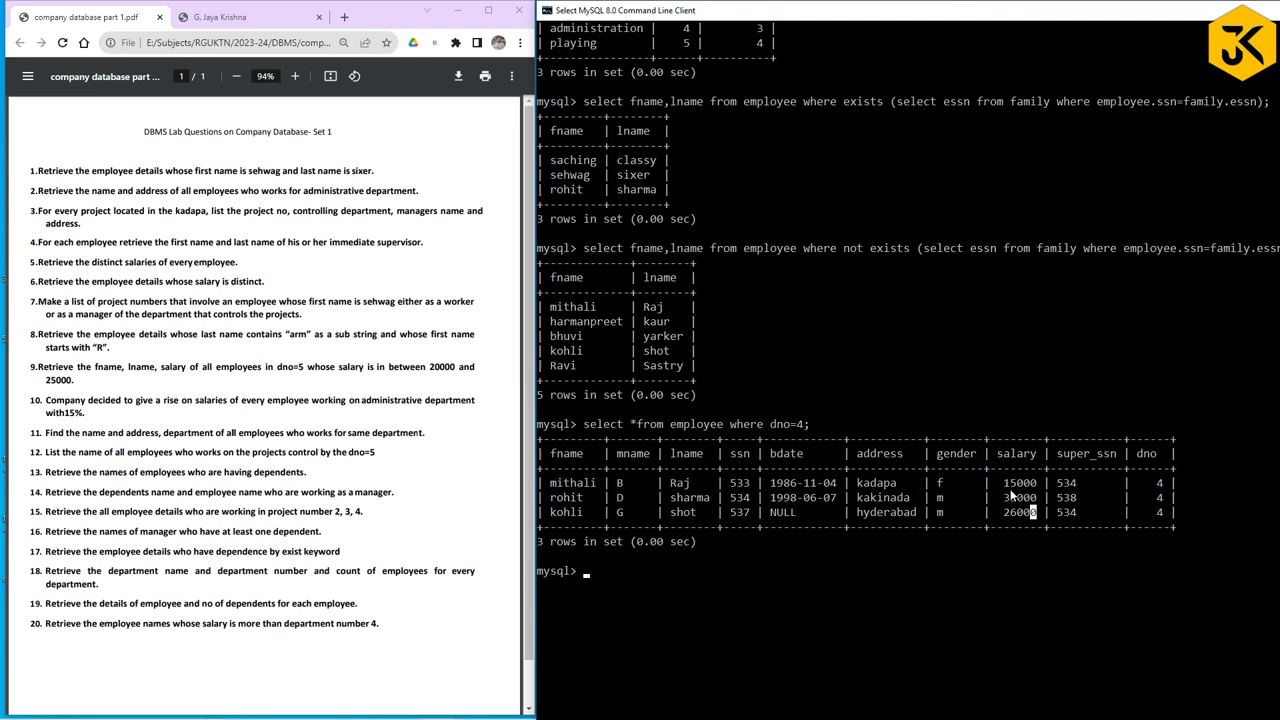 company database part 1.pdf
G. Jaya Krishna
File
E:/Subjects/RGUKTN/2023-24/DBMS/comp...
company database part ...
1 / 1
94%
DBMS Lab Questions on Company Database- Set 1
1.Retrieve the employee details whose first name is sehwag and last name is sixer.
2.Retrieve the name and address of all employees who works for administrative department.
3.For every project located in the kadapa, list the project no, controlling department, managers name and
address.
4.For each employee retrieve the first name and last name of his or her immediate supervisor.
5.Retrieve the distinct salaries of every employee.
6.Retrieve the employee details whose salary is distinct.
7.Make a list of project numbers that involve an employee whose first name is sehwag either as a worker
or as a manager of the department that controls the projects.
8.Retrieve the employee details whose last name contains “arm” as a sub string and whose first name
starts with “R”.
9.Retrieve the fname, lname, salary of all employees in dno=5 whose salary is in between 20000 and
25000.
10. Company decided to give a rise on salaries of every employee working on administrative department
with15%.
11. Find the name and address, department of all employees who works for same department.
12. List the name of all employees who works on the projects control by the dno=5
13. Retrieve the names of employees who are having dependents.
14. Retrieve the dependents name and employee name who are working as a manager.
15. Retrieve the all employee details who are working in project number 2, 3, 4.
16. Retrieve the names of manager who have at least one dependent.
17. Retrieve the employee details who have dependence by exist keyword
18. Retrieve the department name and department number and count of employees for every
department.
19. Retrieve the details of employee and no of dependents for each employee.
20. Retrieve the employee names whose salary is more than department number 4.
Select MySQL 8.0 Command Line Client
JK
| administration | 4 | 3 |
| playing | 5 | 4 |
+----------------+-----+----------+
3 rows in set (0.00 sec)
mysql> select fname,lname from employee where exists (select essn from family where employee.ssn=family.essn);
+---------+--------+
| fname | lname |
+---------+--------+
| saching | classy |
| sehwag | sixer |
| rohit | sharma |
+---------+--------+
3 rows in set (0.00 sec)
mysql> select fname,lname from employee where not exists (select essn from family where employee.ssn=family.essn
+------------+--------+
| fname | lname |
+------------+--------+
| mithali | Raj |
| harmanpreet | kaur |
| bhuvi | yarker |
| kohli | shot |
| Ravi | Sastry |
+------------+--------+
5 rows in set (0.00 sec)
mysql> select *from employee where dno=4;
+---------+-------+--------+-----+------------+-----------+--------+--------+-----------+-----+
| fname | mname | lname | ssn | bdate | address | gender | salary | super_ssn | dno |
+---------+-------+--------+-----+------------+-----------+--------+--------+-----------+-----+
| mithali | B | Raj | 533 | 1986-11-04 | kadapa | f | 15000 | 534 | 4 |
| rohit | D | sharma | 534 | 1998-06-07 | kakinada | m | 538 | 4 |
| kohli | G | shot | 537 | NULL | hyderabad | m | 26000 | 534 | 4 |
+---------+-------+--------+-----+------------+-----------+--------+--------+-----------+-----+
3 rows in set (0.00 sec)
mysql>